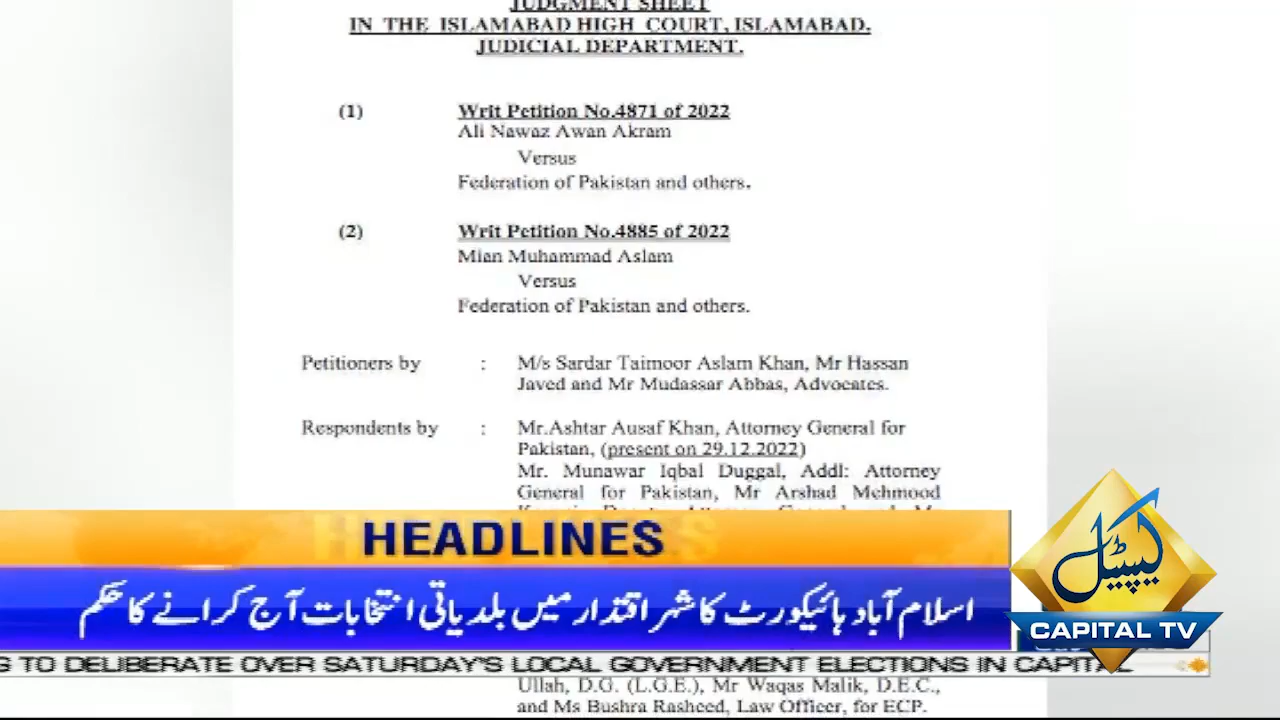 JUDGMENT SHEET
IN THE ISLAMABAD HIGH COURT, ISLAMABAD.
JUDICIAL DEPARTMENT.
(1) Writ Petition No.4871 of 2022
Ali Nawaz Awan Akram
Versus
Federation of Pakistan and others.
(2) Writ Petition No.4885 of 2022
Mian Muhammad Aslam
Versus
Federation of Pakistan and others.
Petitioners by : M/s Sardar Taimoor Aslam Khan, Mr Hassan
Javed and Mr Mudassar Abbas, Advocates.
Respondents by : Mr.Ashtar Ausaf Khan, Attorney General for
Pakistan, (present on 29.12.2022)
Mr. Munawar Iqbal Duggal, Addl: Attorney
General for Pakistan, Mr Arshad Mehmood
HEADLINES
اسلام آباد ہائیکورٹ کا شہر اقتدار میں بلدیاتی انتخابات آج کرانے کا حکم
کیپیٹل
CAPITAL TV
TO DELIBERATE OVER SATURDAY'S LOCAL GOVERNMENT ELECTIONS IN CAPITAL
Ullah, D.G. (L.G.E.), Mr Waqas Malik, D.E.C.,
and Ms Bushra Rasheed, Law Officer, for ECP.